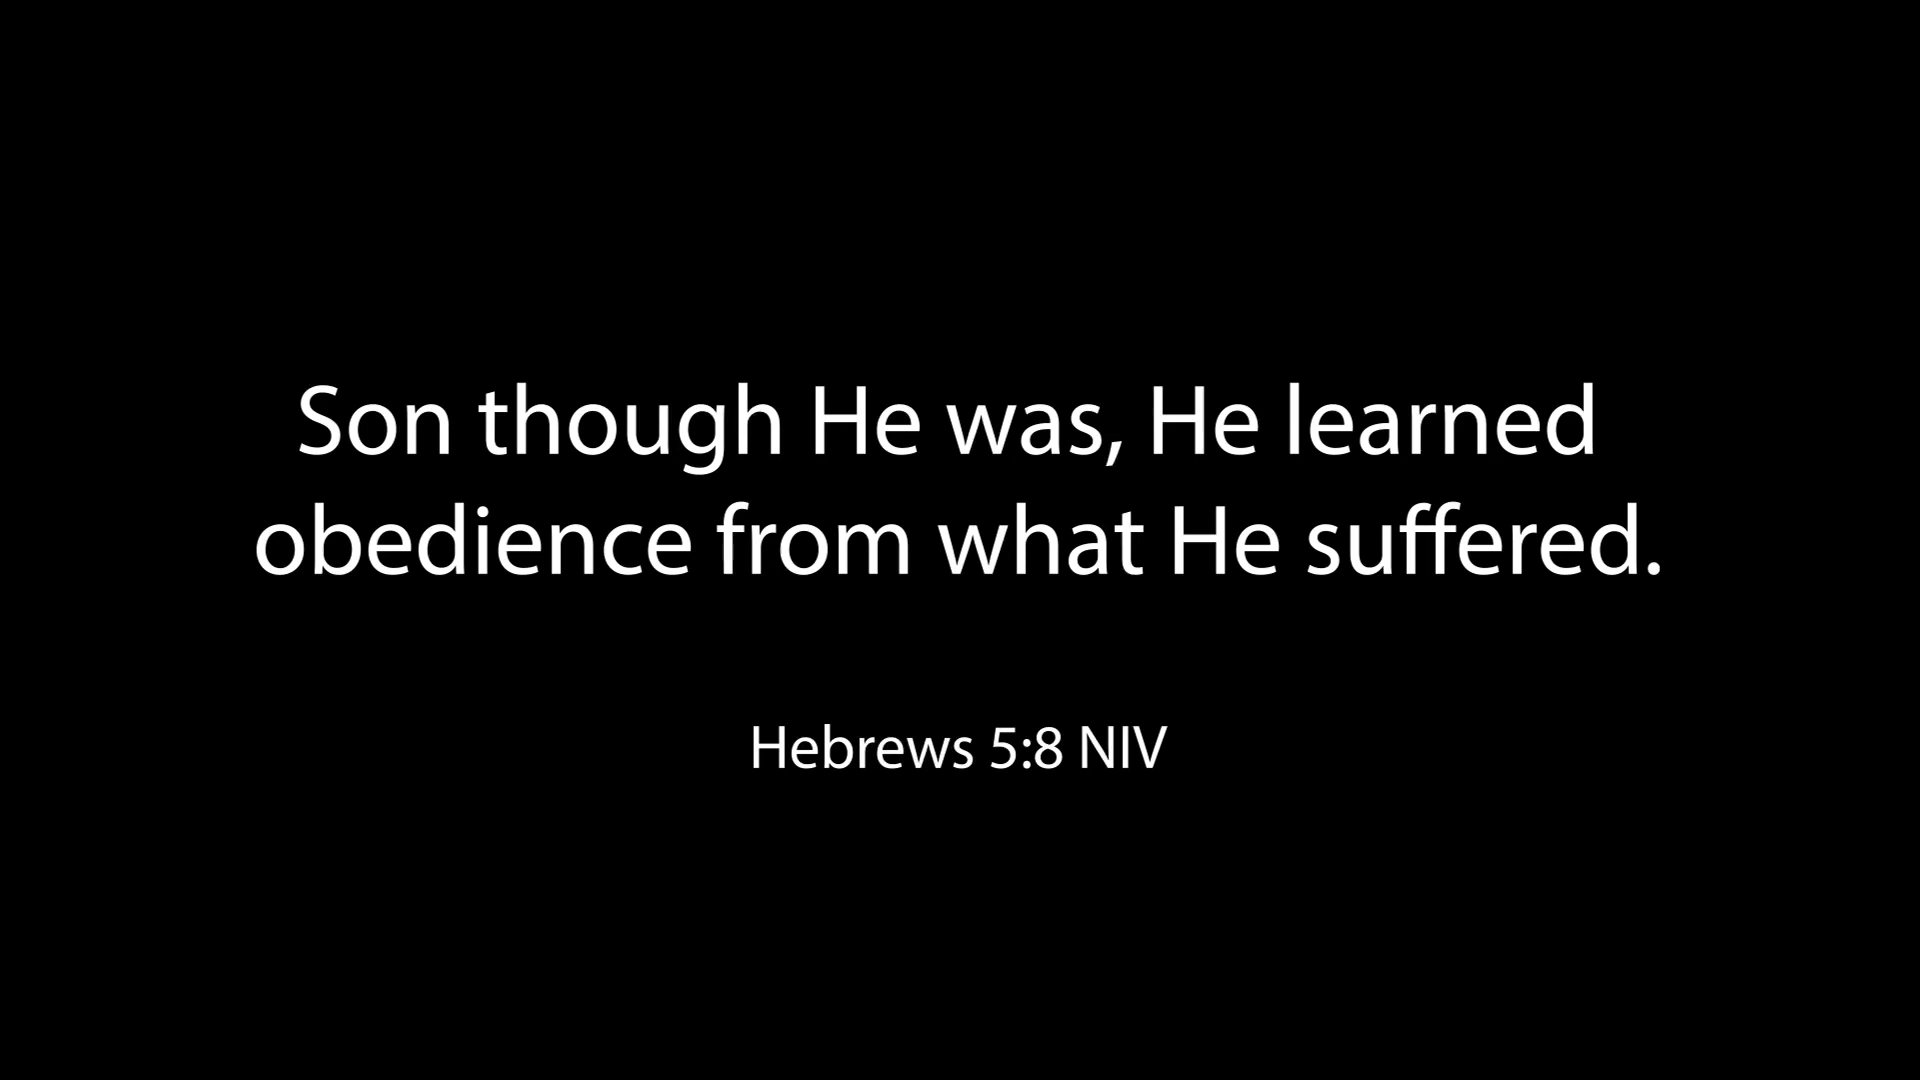 Son though He was, He learned
obedience from what He suffered.
Hebrews 5:8 NIV